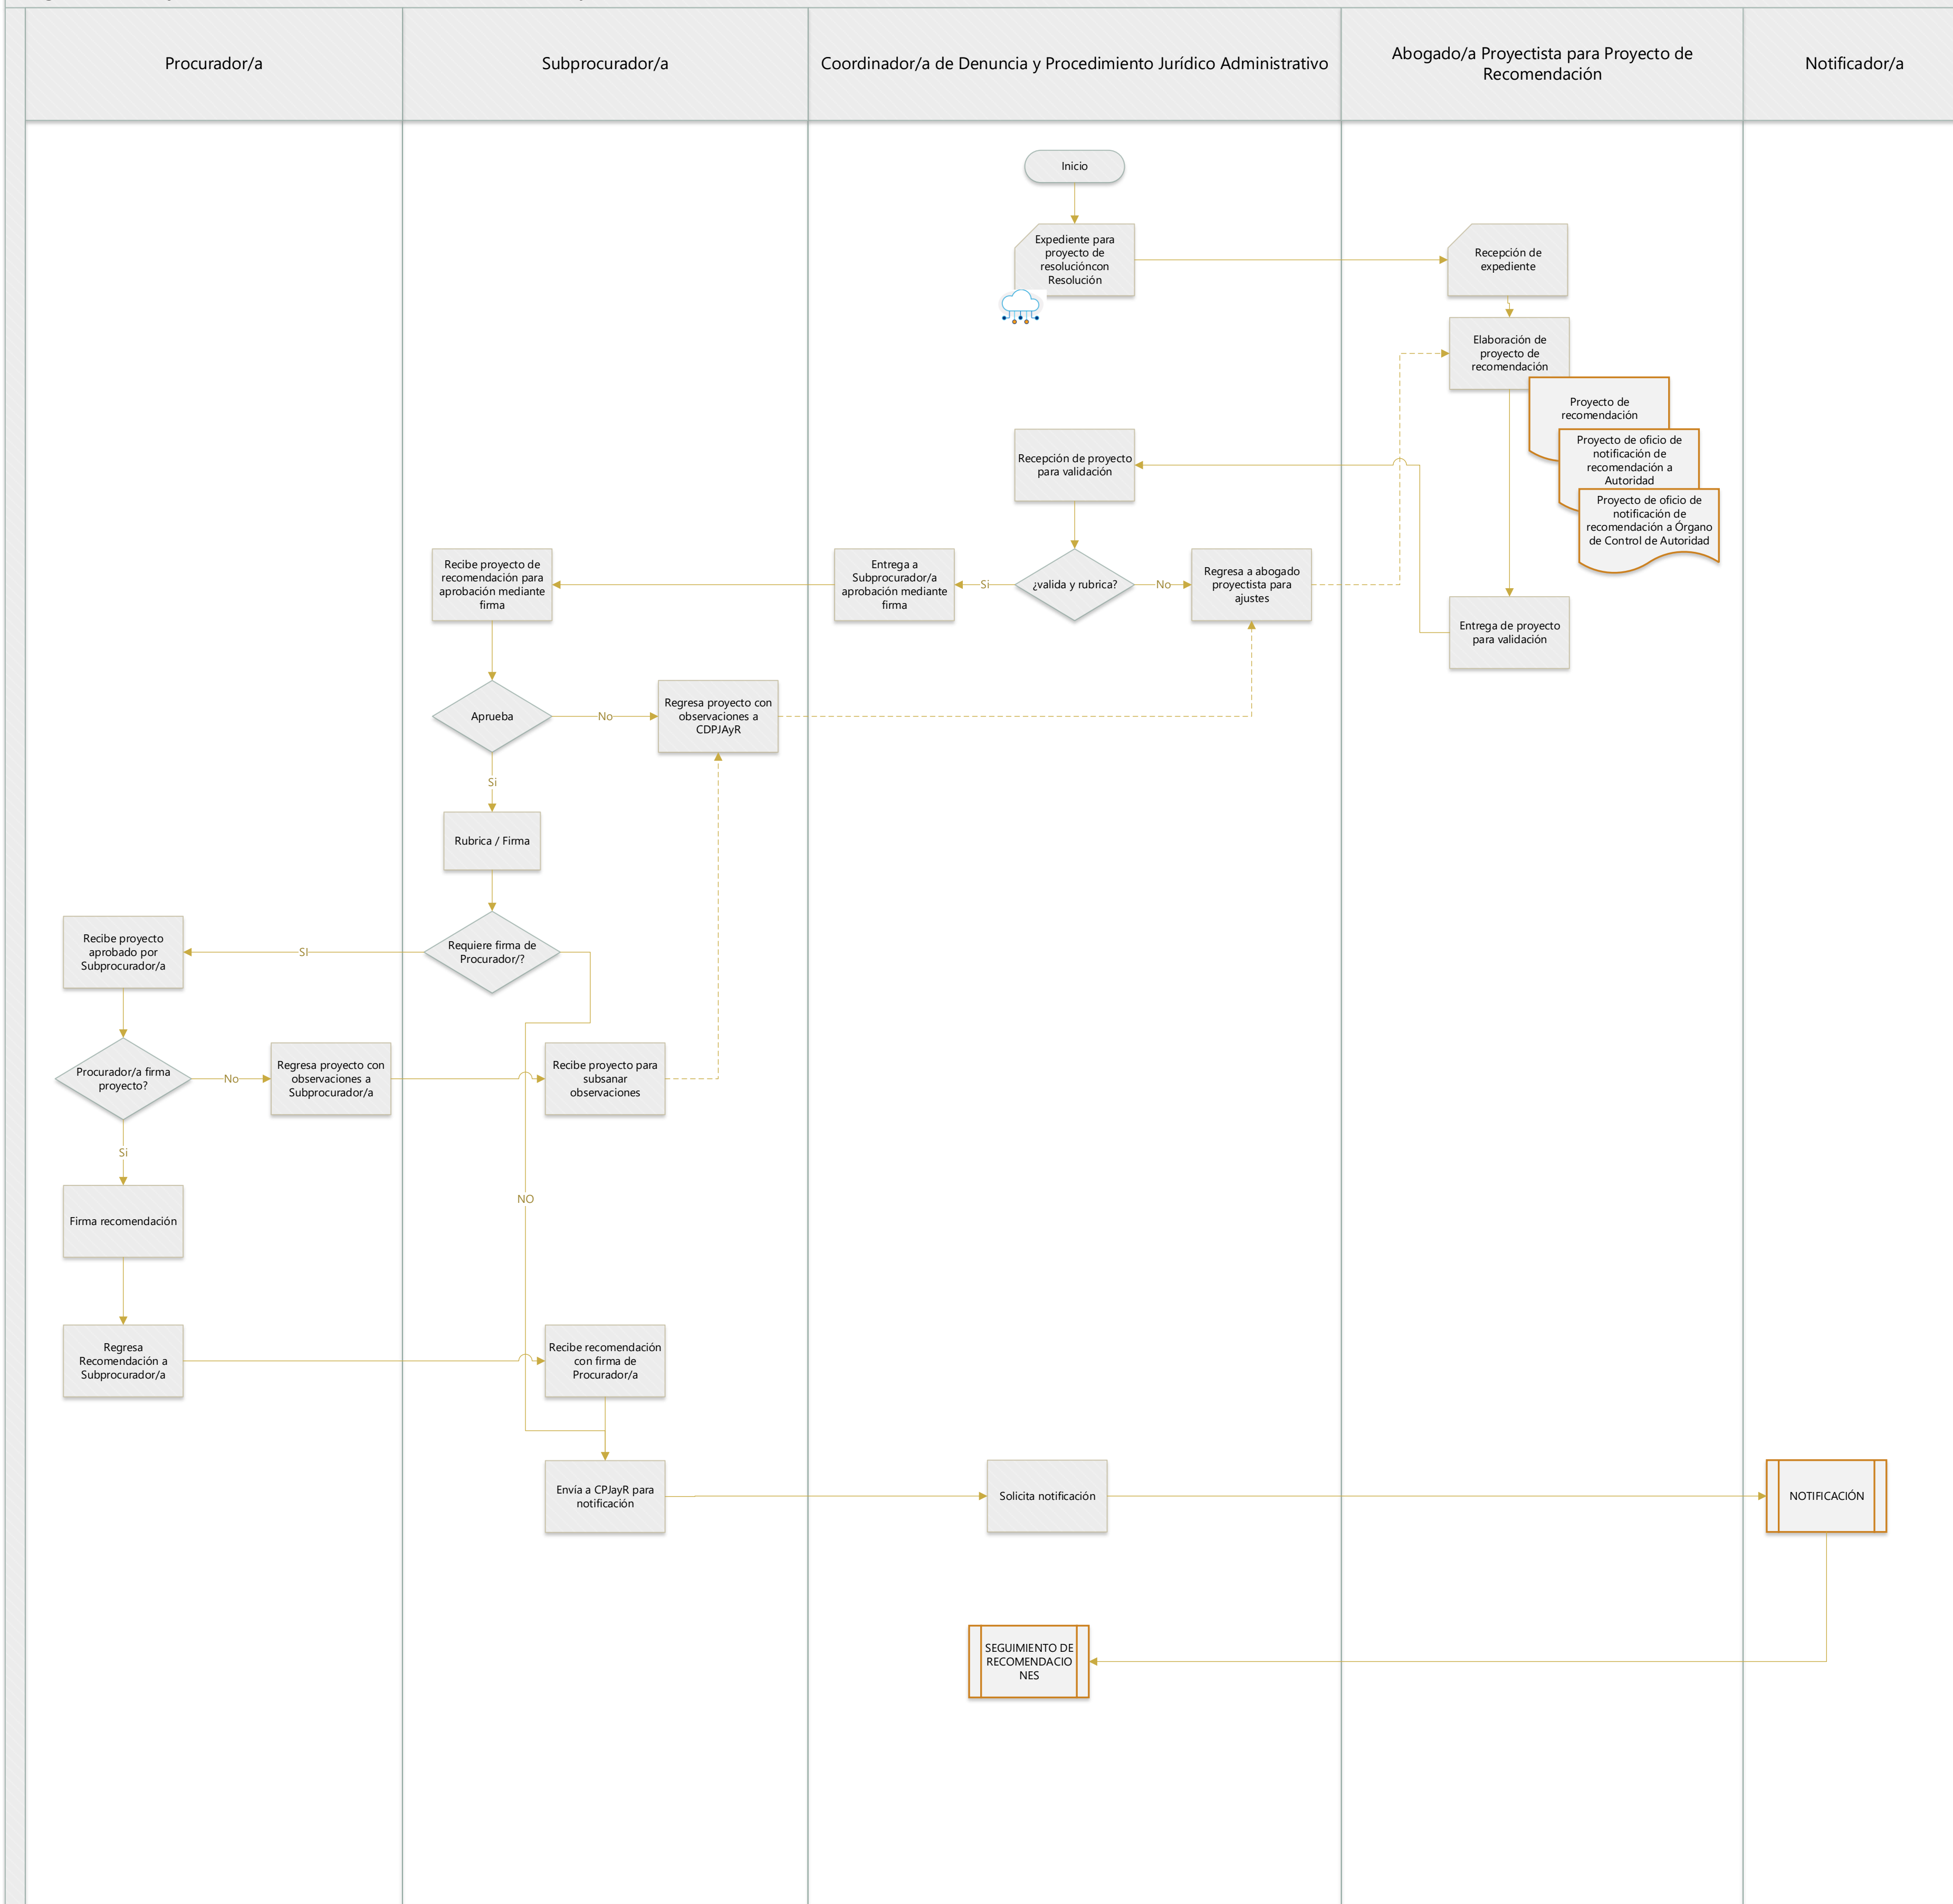 Procurador/a
Subprocurador/a
Coordinador/a de Denuncia y Procedimiento Jurídico Administrativo
Abogado/a Proyectista para Proyecto de
Recomendación
Notificador/a
Inicio
Expediente para
proyecto de
resolucióncon
Resolución
Recepción de
expediente
Elaboración de
proyecto de
recomendación
Proyecto de
recomendación
Proyecto de oficio de
notificación de
recomendación a
Autoridad
Proyecto de oficio de
notificación de
recomendación a Órgano
de Control de Autoridad
Recepción de proyecto
para validación
Recibe proyecto de
recomendación para
aprobación mediante
firma
Entrega a
Subprocurador/a
aprobación mediante
firma
Si
¿valida y rubrica?
No
Regresa a abogado
proyectista para
ajustes
Entrega de proyecto
para validación
Aprueba
No
Regresa proyecto con
observaciones a
CDPJAyR
Si
Rubrica / Firma
Recibe proyecto
aprobado por
Subprocurador/a
SI
Requiere firma de
Procurador/?
Procurador/a firma
proyecto?
No
Regresa proyecto con
observaciones a
Subprocurador/a
Recibe proyecto para
subsanar
observaciones
Si
NO
Firma recomendación
Regresa
Recomendación a
Subprocurador/a
Recibe recomendación
con firma de
Procurador/a
Envía a CPJayR para
notificación
Solicita notificación
NOTIFICACIÓN
SEGUIMIENTO DE
RECOMENDACIO
NES